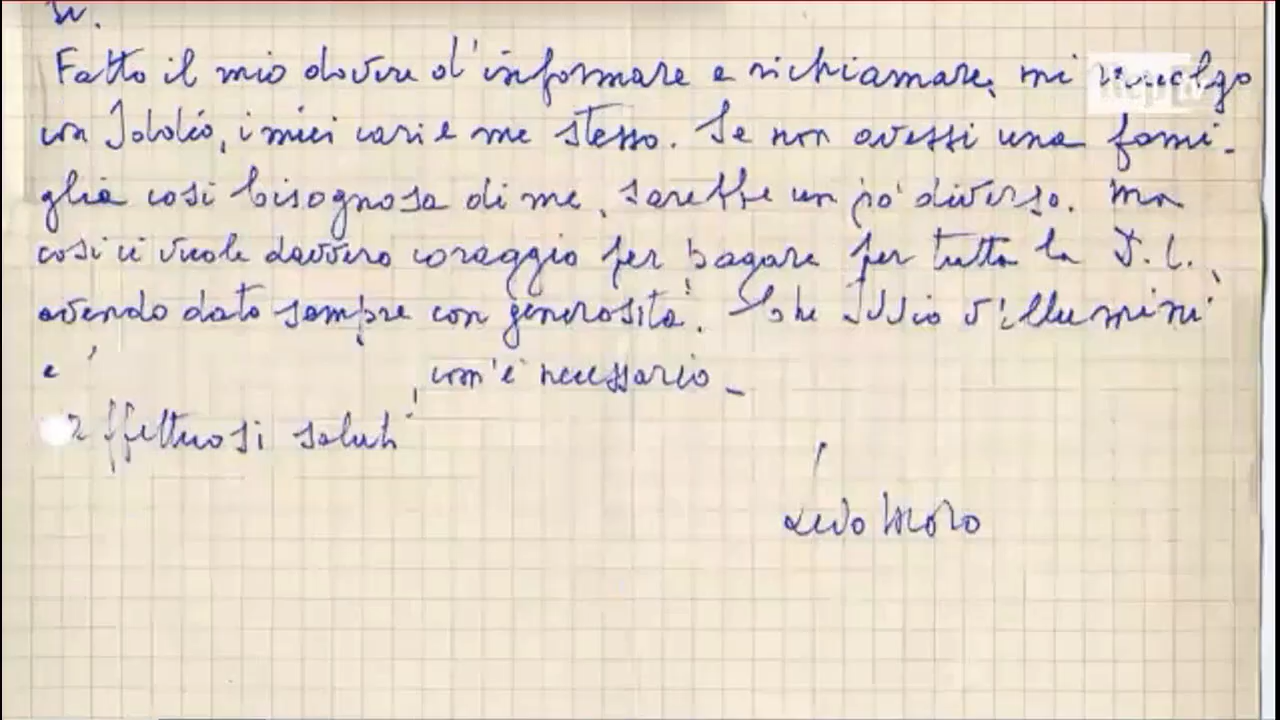 Fatto il mio dovere d'informare e richiamare, mi raccolgo
con Iddio, i miei cari e me stesso. Se non avessi una fami-
glia così bisognosa di me, sarebbe un po' diverso. Ma
così ci vuole davvero coraggio per pagare per tutta la D.C.,
avendo dato sempre con generosità. Che Iddio v'illumini
e , com'è necessario_
Affettuosi saluti
Aldo Moro